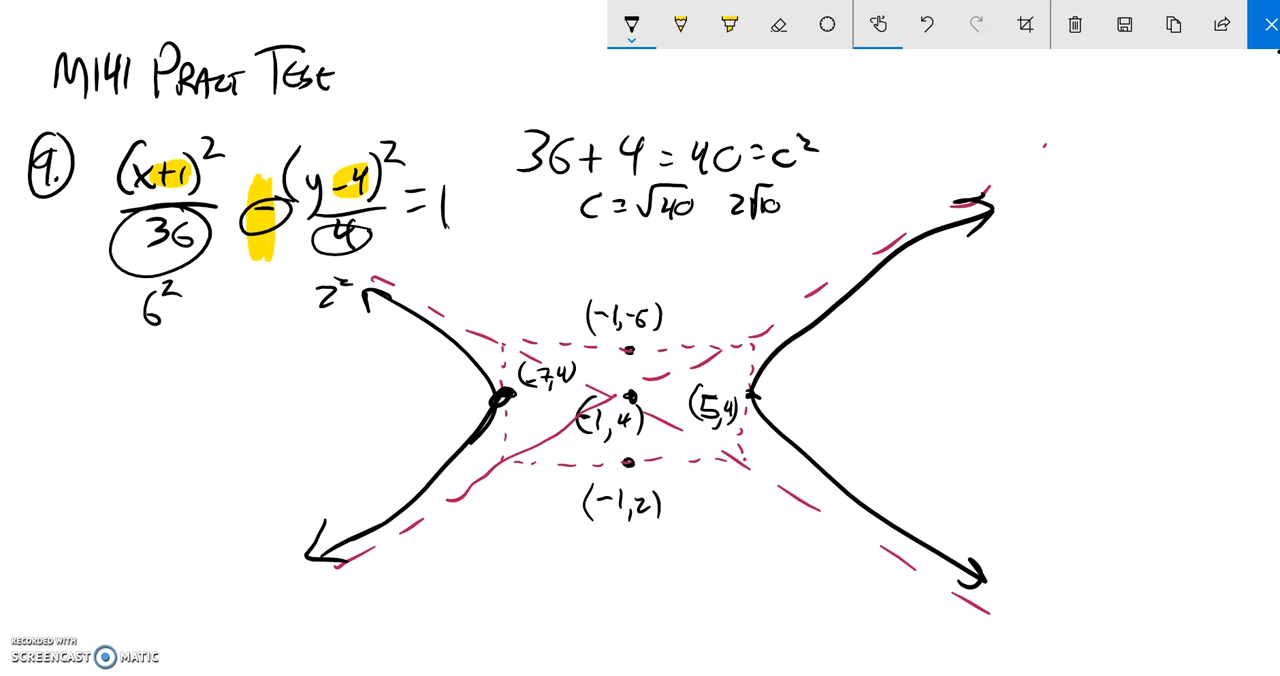 M141 PRACT TEST
9. (x+1)²/36 - (y-4)²/4 = 1
6² 2²
36+4=40=c²
c=√40 2√10
(-1,-6)
(-7,4)
(-1,4) (5,4)
(-1,2)
RECORDED WITH
SCREENCAST MATIC